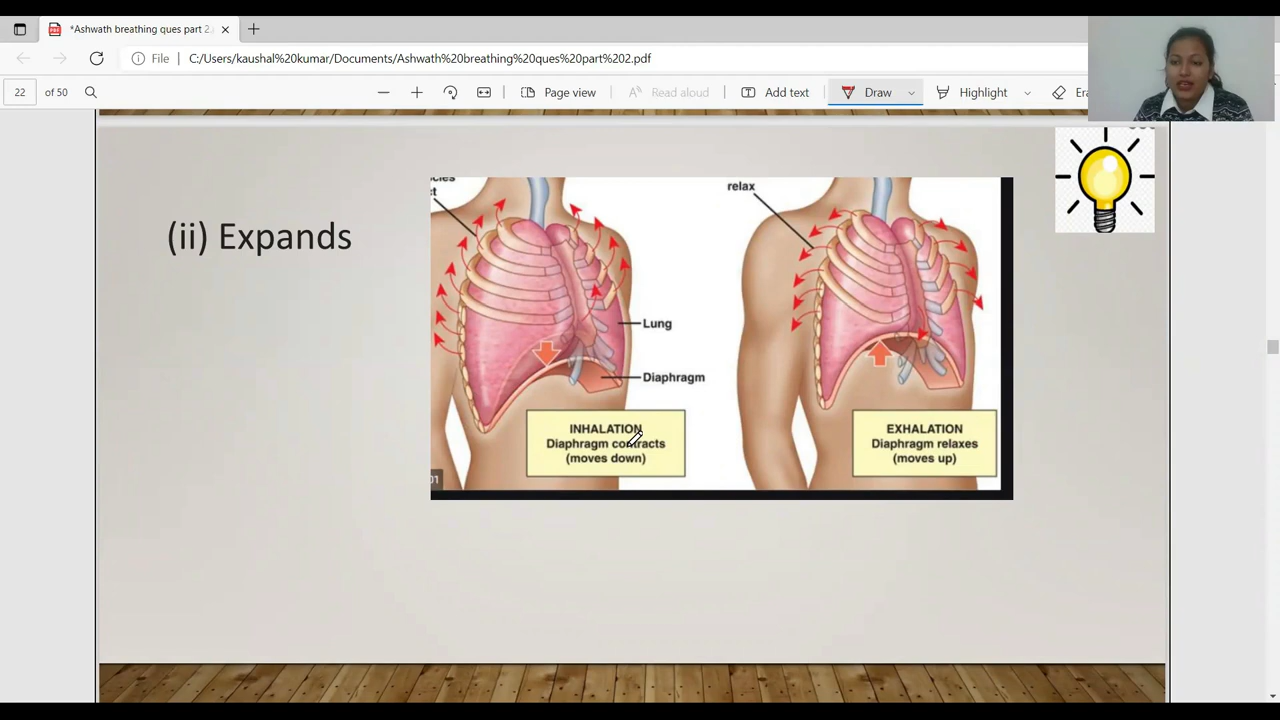 *Ashwath breathing ques part 2.
File C:/Users/kaushal%20kumar/Documents/Ashwath%20breathing%20ques%20part%202.pdf
22 of 50 Page view Read aloud Add text Draw Highlight Era
(ii) Expands
relax
Lung
Diaphragm
INHALATION
Diaphragm contracts
(moves down)
EXHALATION
Diaphragm relaxes
(moves up)
01